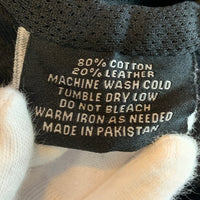 80% COTTON
20% LEATHER
MACHINE WASH COLD
TUMBLE DRY LOW
DO NOT BLEACH
WARM IRON AS NEEDED
MADE IN PAKISTAN